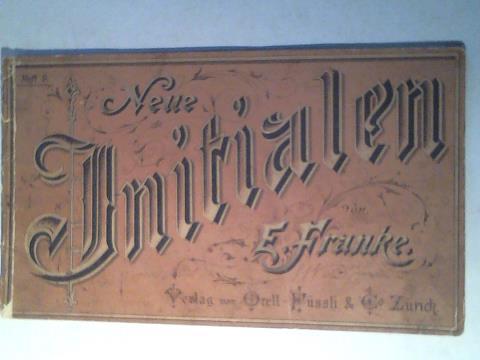 Neue
Initialen
von
E. Franke.
Verlag von Orell Füssli & Co Zürich